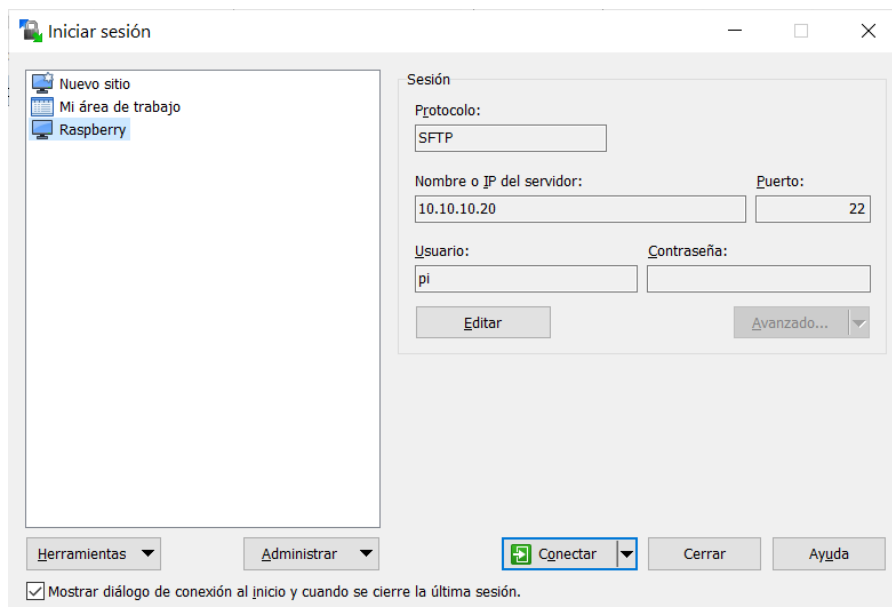 Iniciar sesión
Nuevo sitio
Mi área de trabajo
Raspberry
Sesión
Protocolo:
SFTP
Nombre o IP del servidor:
Puerto:
10.10.10.20
22
Usuario:
Contraseña:
pi
Editar
Avanzado...
Herramientas
Administrar
Conectar
Cerrar
Ayuda
Mostrar diálogo de conexión al inicio y cuando se cierre la última sesión.